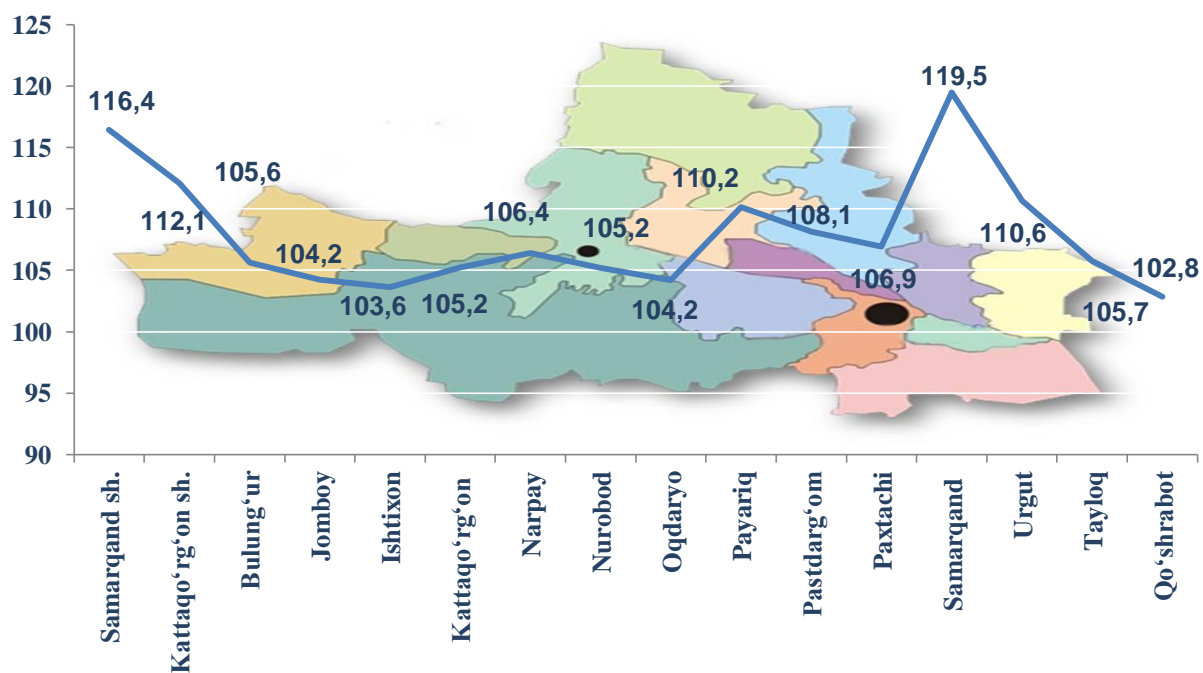 125
120
115
110
105
100
95
90
116,4
112,1
105,6
104,2
103,6
105,2
106,4
105,2
104,2
110,2
108,1
106,9
119,5
110,6
105,7
102,8
Samarqand sh.
Kattaqo‘rg‘on sh.
Bulung‘ur
Jomboy
Ishtixon
Kattaqo‘rg‘on
Narpay
Nurobod
Oqdaryo
Payariq
Pastdarg‘om
Paxtachi
Samarqand
Urgut
Tayloq
Qo‘shrabot